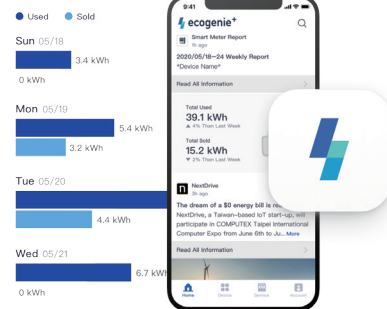 Used
Sold
Sun 05/18
3.4 kWh
0 kWh
Mon 05/19
5.4 kWh
3.2 kWh
Tue 05/20
4.4 kWh
Wed 05/21
6.7 kWh
0 kWh
9:41
ecogenie+
Smart Meter Report
1h ago
2020/05/18–24 Weekly Report
*Device Name*
Read All Information
Total Used
39.1 kWh
▲ 4% Then Last Week
Total Sold
15.2 kWh
▼ 2% Then Last Week
NextDrive
3h ago
The dream of a $0 energy bill is
NextDrive, a Taiwan-based IoT start-up, will
participate in COMPUTEX Taipei International
Computer Expo from June 6th to Ju... More
Read All Information
Home
Device
Service
Account